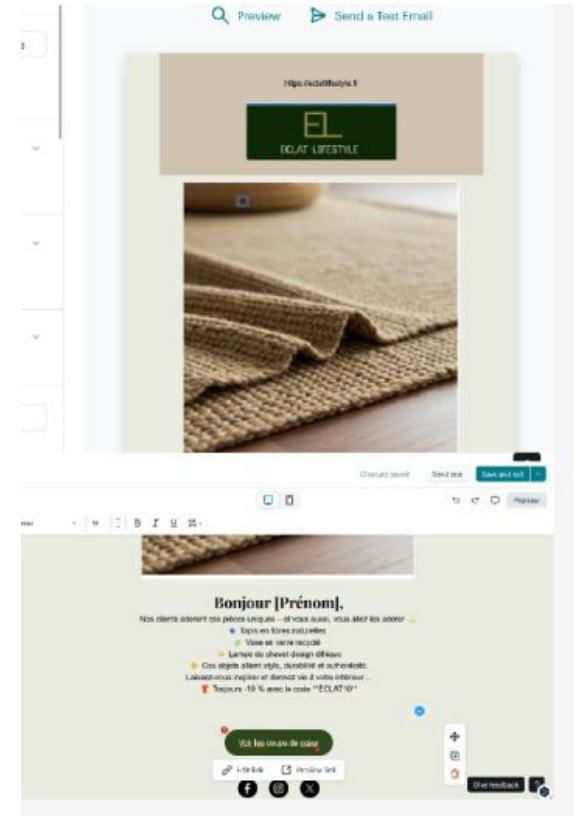 Preview Send a Test Email
https://eclatlifestyle.fr
EL
ECLAT LIFESTYLE
Changes saved Send test Save and exit
Preview
B I U
Bonjour [Prénom],
Nos clients adorent ces pièces uniques – et vous aussi, vous allez les adorer
Tapis en fibres naturelles
Vase en verre recyclé
Lampe de chevet design éthique
Ces objets allient style, durabilité et authenticité.
Laissez-vous inspirer et donnez vie à votre intérieur...
Toujours -10 % avec le code "ECLAT10"
Voir les coups de cœur
Edit link Preview link
Give feedback ?